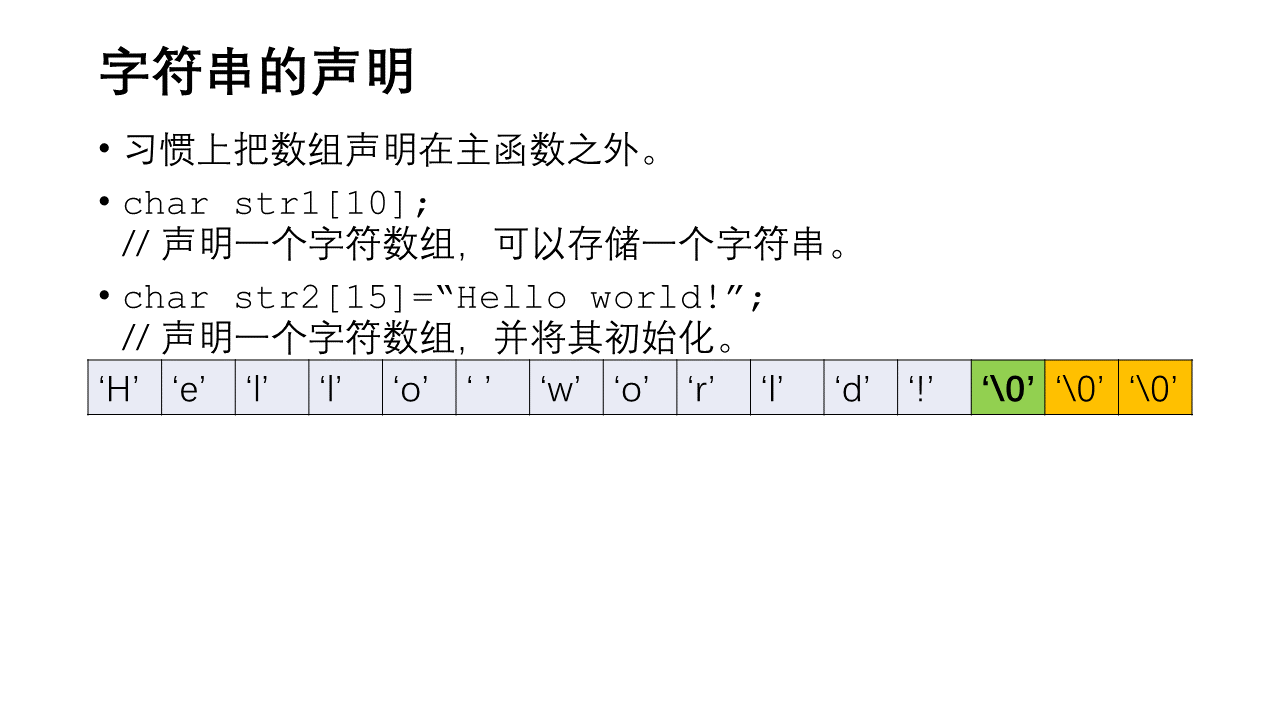 字符串的声明
• 习惯上把数组声明在主函数之外。
• char str1[10];
// 声明一个字符数组，可以存储一个字符串。
• char str2[15]=“Hello world!”;
// 声明一个字符数组，并将其初始化。
‘H’ ‘e’ ‘l’ ‘l’ ‘o’ ‘ ’ ‘w’ ‘o’ ‘r’ ‘l’ ‘d’ ‘!’ ‘\0’ ‘\0’ ‘\0’